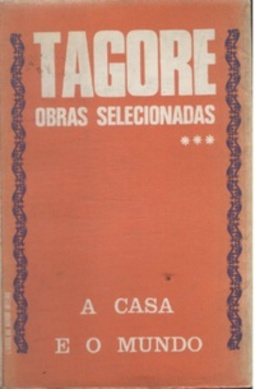 TAGORE
OBRAS SELECIONADAS
***
A CASA
E O MUNDO